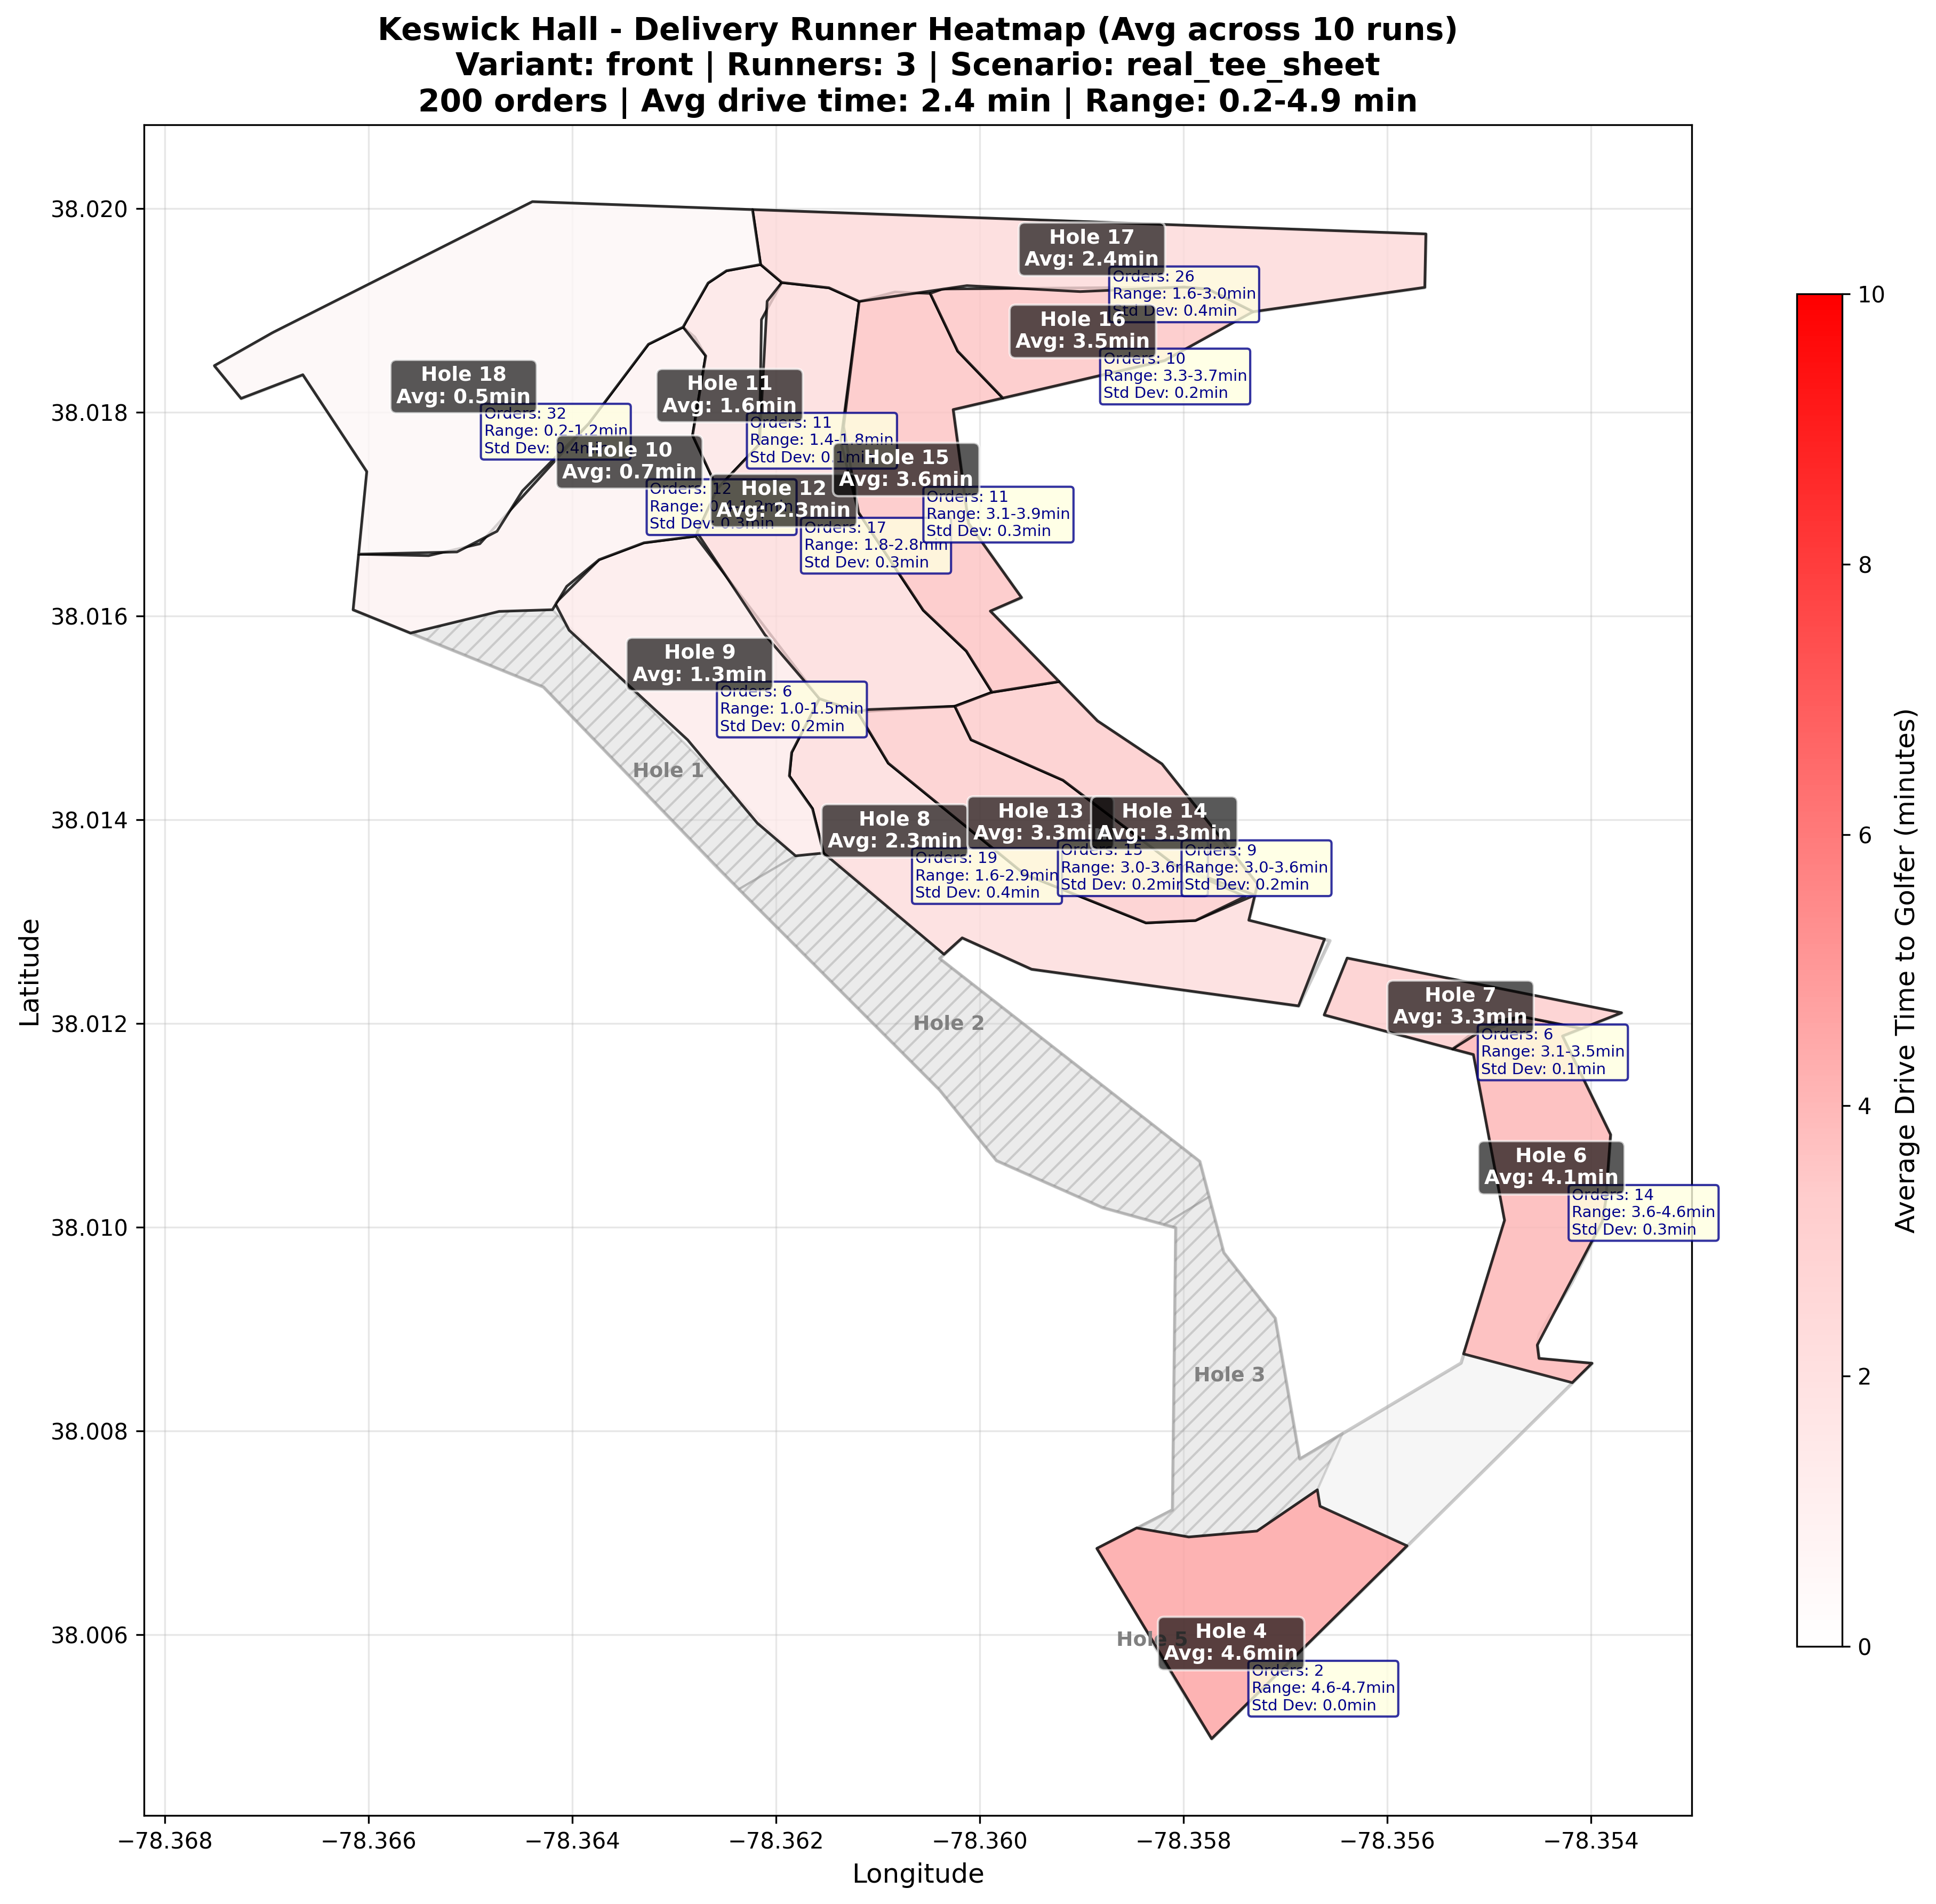 Keswick Hall - Delivery Runner Heatmap (Avg across 10 runs)
Variant: front | Runners: 3 | Scenario: real_tee_sheet
200 orders | Avg drive time: 2.4 min | Range: 0.2-4.9 min
Hole 17
Avg: 2.4min
Orders: 26
Range: 1.6-3.0min
Std Dev: 0.4min
Hole 16
Avg: 3.5min
Orders: 10
Range: 3.3-3.7min
Std Dev: 0.2min
Hole 18
Avg: 0.5min
Orders: 32
Range: 0.2-1.2min
Std Dev: 0.4min
Hole 11
Avg: 1.6min
Orders: 11
Range: 1.4-1.8min
Std Dev: 0.1min
Hole 10
Avg: 0.7min
Orders: 12
Range: 0.4-1.2min
Std Dev: 0.3min
Hole 15
Avg: 3.6min
Orders: 11
Range: 3.1-3.9min
Std Dev: 0.3min
Hole 12
Avg: 2.3min
Orders: 17
Range: 1.8-2.8min
Std Dev: 0.3min
Hole 9
Avg: 1.3min
Orders: 6
Range: 1.0-1.5min
Std Dev: 0.2min
Hole 1
Hole 8
Avg: 2.3min
Orders: 19
Range: 1.6-2.9min
Std Dev: 0.4min
Hole 13
Avg: 3.3min
Orders: 15
Range: 3.0-3.6min
Std Dev: 0.2min
Hole 14
Avg: 3.3min
Orders: 9
Range: 3.0-3.6min
Std Dev: 0.2min
Hole 2
Hole 7
Avg: 3.3min
Orders: 6
Range: 3.1-3.5min
Std Dev: 0.1min
Hole 6
Avg: 4.1min
Orders: 14
Range: 3.6-4.6min
Std Dev: 0.3min
Hole 3
Hole 5
Hole 4
Avg: 4.6min
Orders: 2
Range: 4.6-4.7min
Std Dev: 0.0min
38.020
38.018
38.016
38.014
38.012
38.010
38.008
38.006
Latitude
−78.368
−78.366
−78.364
−78.362
−78.360
−78.358
−78.356
−78.354
Longitude
10
8
6
4
2
0
Average Drive Time to Golfer (minutes)